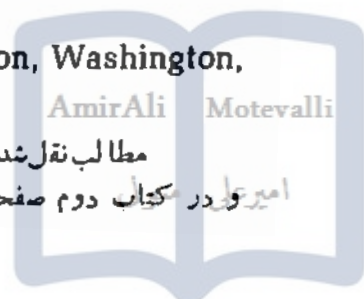 on, Washington,
AmirAli Motevalli
مطالب نقل‌شد
امیرعلی متولی
و در کتاب دوم صفح